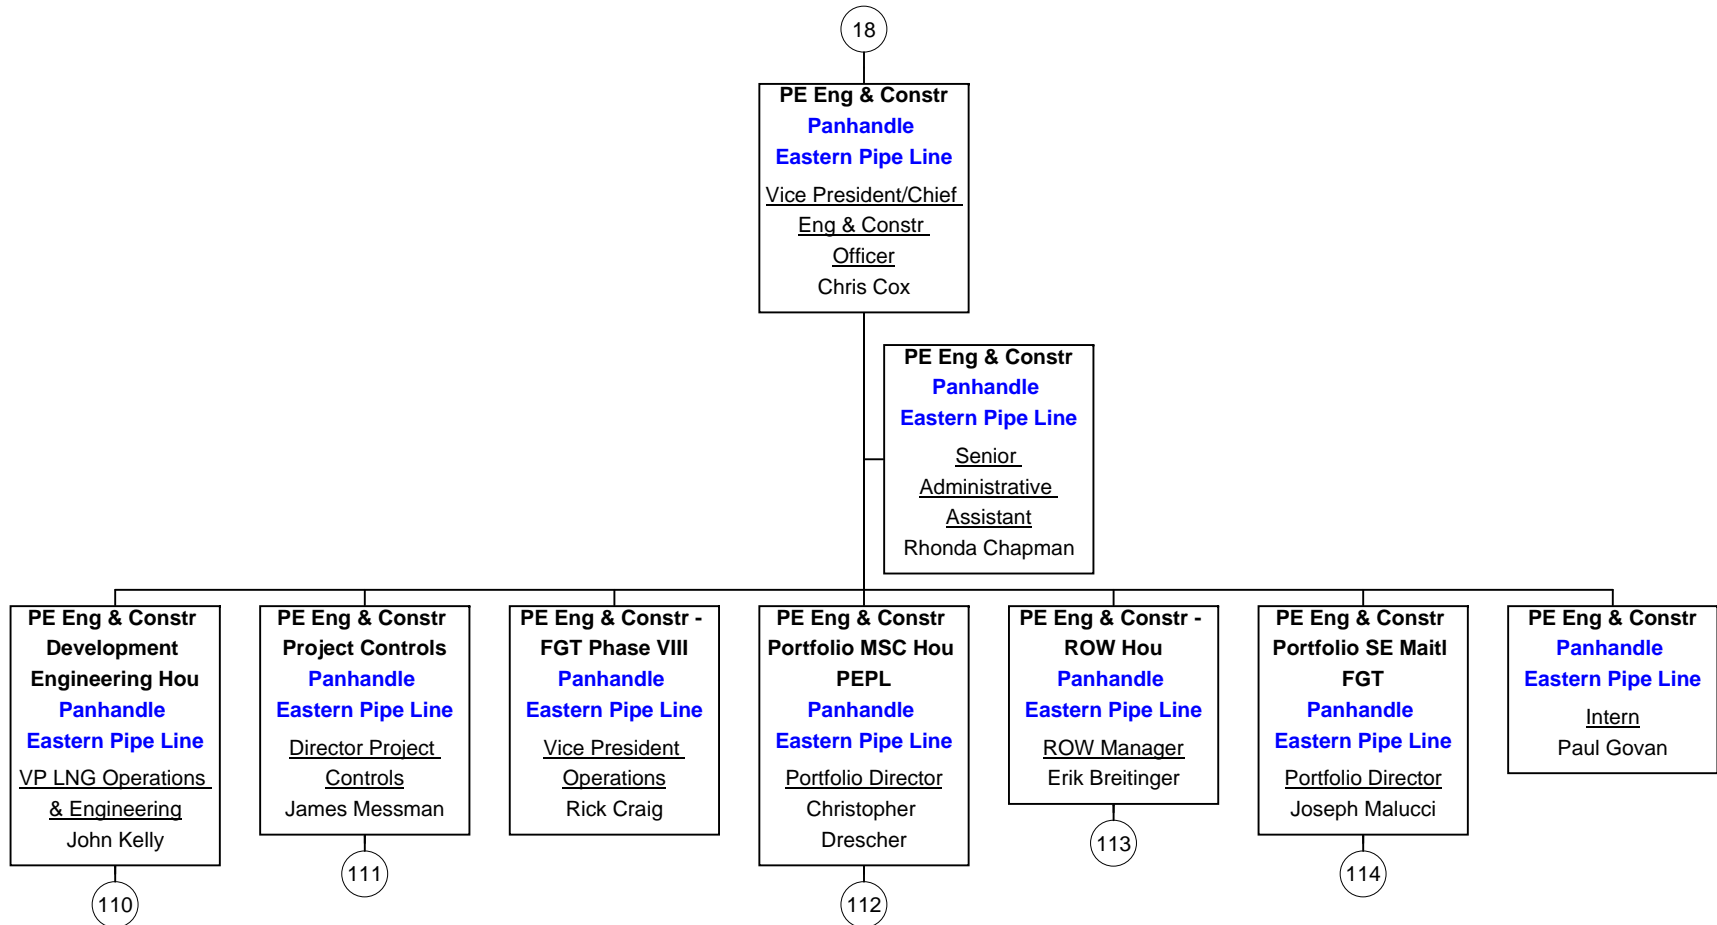 18
PE Eng & Constr
Panhandle
Eastern Pipe Line
Vice President/Chief
Eng & Constr
Officer
Chris Cox
PE Eng & Constr
Panhandle
Eastern Pipe Line
Senior
Administrative
Assistant
Rhonda Chapman
PE Eng & Constr
Development
Engineering Hou
Panhandle
Eastern Pipe Line
VP LNG Operations
& Engineering
John Kelly
110
PE Eng & Constr
Project Controls
Panhandle
Eastern Pipe Line
Director Project
Controls
James Messman
111
PE Eng & Constr -
FGT Phase VIII
Panhandle
Eastern Pipe Line
Vice President
Operations
Rick Craig
PE Eng & Constr
Portfolio MSC Hou
PEPL
Panhandle
Eastern Pipe Line
Portfolio Director
Christopher
Drescher
112
PE Eng & Constr -
ROW Hou
Panhandle
Eastern Pipe Line
ROW Manager
Erik Breitinger
113
PE Eng & Constr
Portfolio SE Maitl
FGT
Panhandle
Eastern Pipe Line
Portfolio Director
Joseph Malucci
114
PE Eng & Constr
Panhandle
Eastern Pipe Line
Intern
Paul Govan